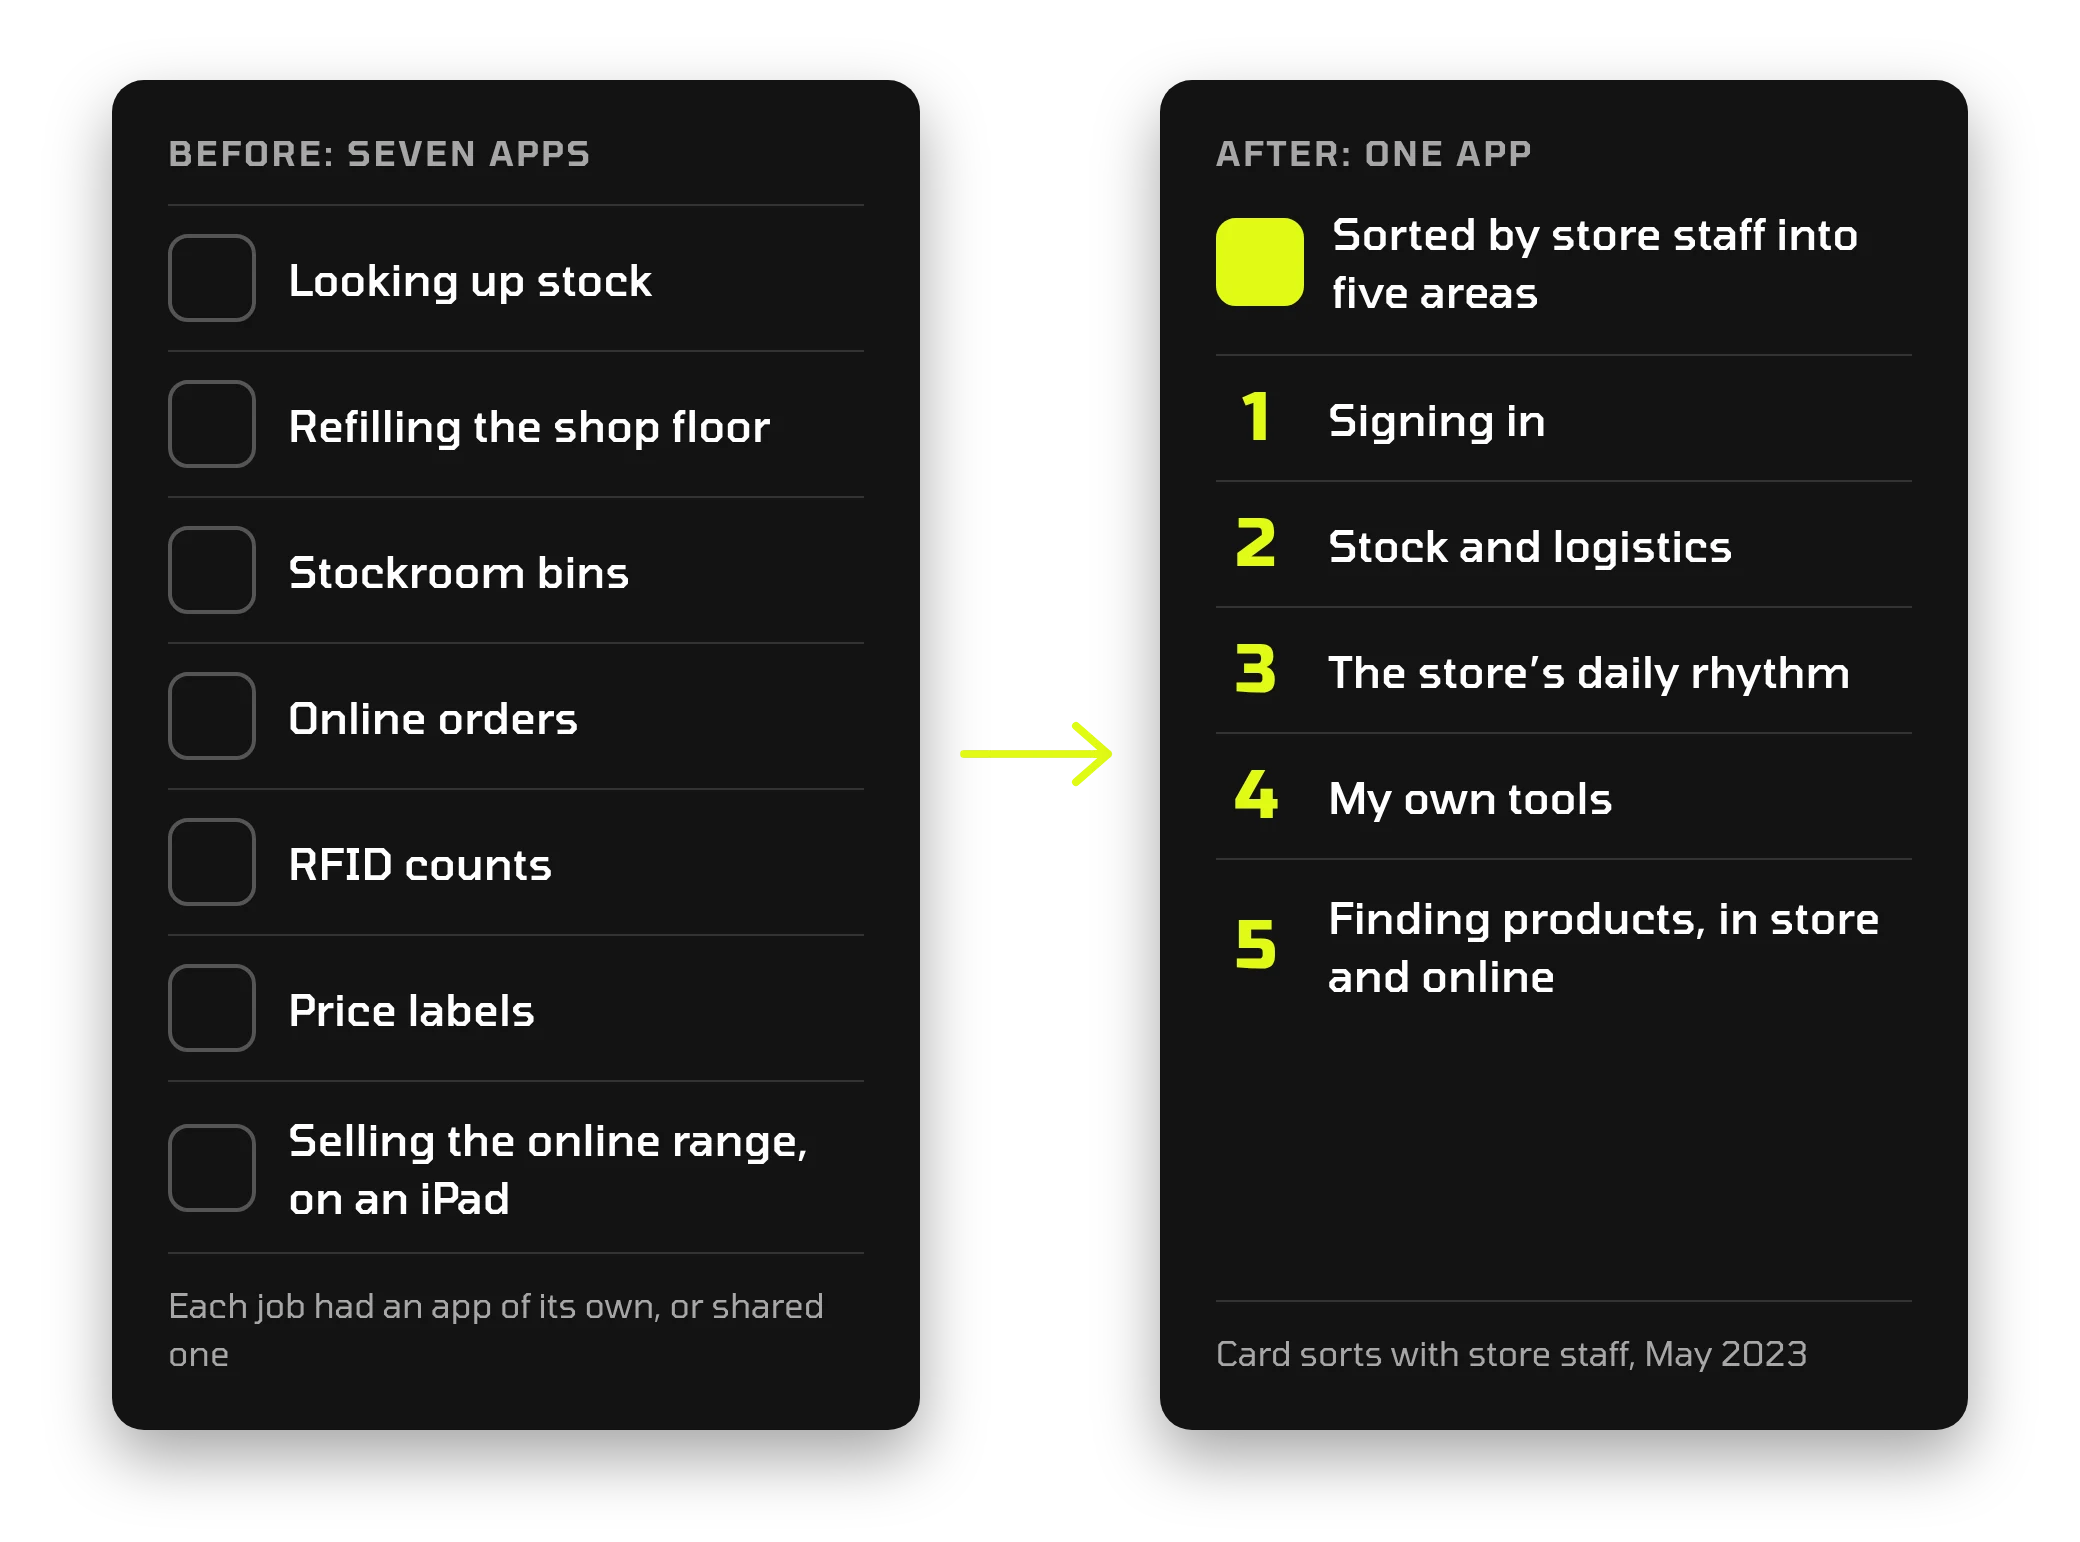 BEFORE: SEVEN APPS
Looking up stock
Refilling the shop floor
Stockroom bins
Online orders
RFID counts
Price labels
Selling the online range,
on an iPad
Each job had an app of its own, or shared
one
AFTER: ONE APP
Sorted by store staff into
five areas
1 Signing in
2 Stock and logistics
3 The store’s daily rhythm
4 My own tools
5 Finding products, in store
and online
Card sorts with store staff, May 2023